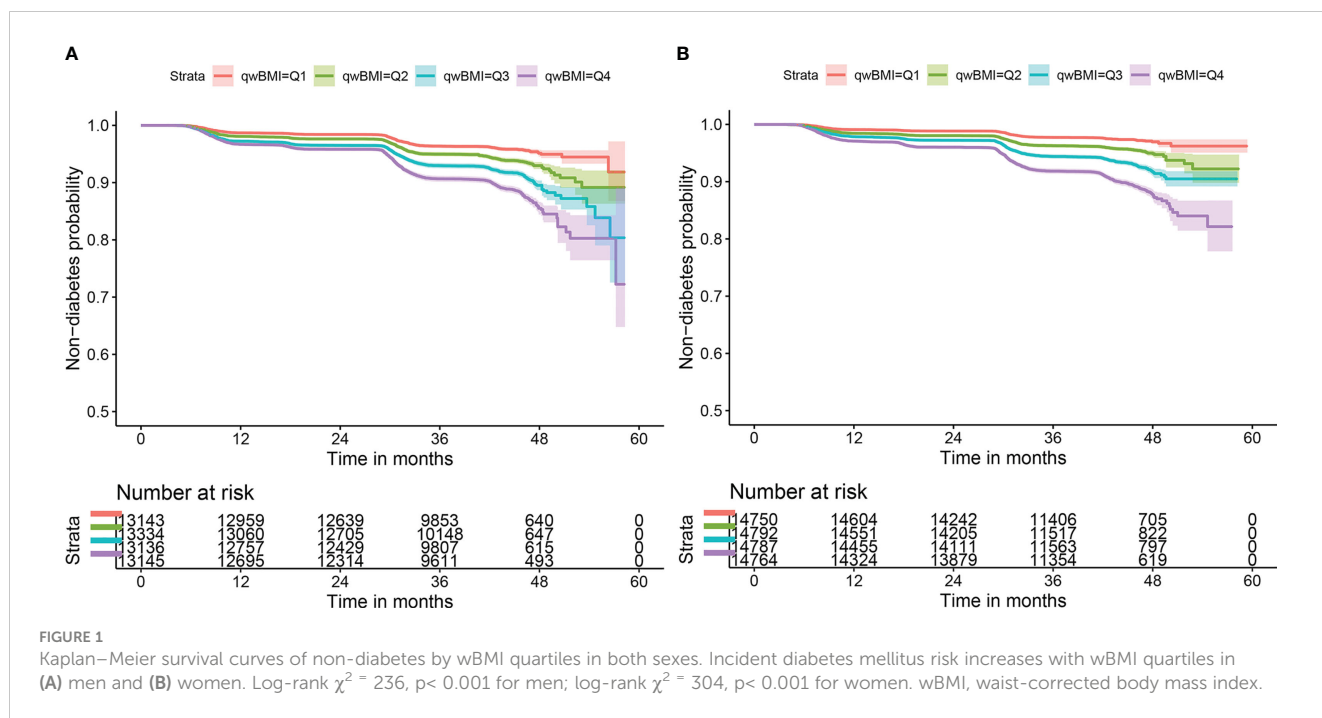 A
Strata qwBMI=Q1 qwBMI=Q2 qwBMI=Q3 qwBMI=Q4
Non−diabetes probability
1.0
0.9
0.8
0.7
0.6
0.5
0 12 24 36 48 60
Time in months
Number at risk
Strata
13143 12959 12639 9853 640 0
13334 13060 12705 10148 647 0
13136 12757 12429 9807 615 0
13145 12695 12314 9611 493 0
0 12 24 36 48 60
Time in months
B
Strata qwBMI=Q1 qwBMI=Q2 qwBMI=Q3 qwBMI=Q4
Non−diabetes probability
1.0
0.9
0.8
0.7
0.6
0.5
0 12 24 36 48 60
Time in months
Number at risk
Strata
14750 14604 14242 11406 705 0
14792 14551 14205 11517 822 0
14787 14455 14111 11563 797 0
14764 14324 13879 11354 619 0
0 12 24 36 48 60
Time in months
FIGURE 1
Kaplan–Meier survival curves of non-diabetes by wBMI quartiles in both sexes. Incident diabetes mellitus risk increases with wBMI quartiles in
(A) men and (B) women. Log-rank χ² = 236, p< 0.001 for men; log-rank χ² = 304, p< 0.001 for women. wBMI, waist-corrected body mass index.